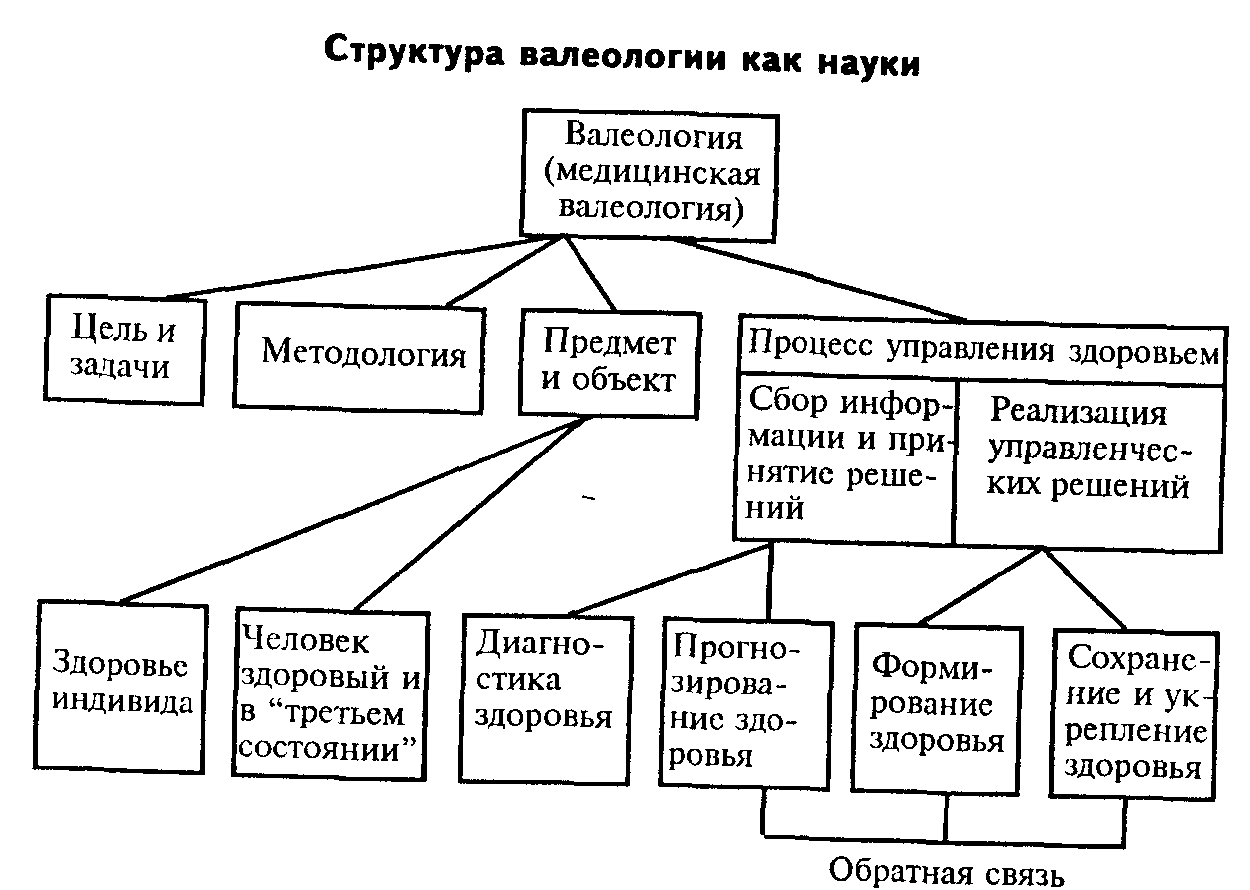 Структура валеологии как науки
Валеология
(медицинская
валеология)
Цель и
задачи
Методология
Предмет
и объект
Процесс управления здоровьем
Сбор инфор-
мации и при-
нятие реше-
ний
Реализация
управленчес-
ких решений
Здоровье
индивида
Человек
здоровый и
в “третьем
состоянии”
Диагно-
стика
здоровья
Прогно-
зирова-
ние здо-
ровья
Форми-
рование
здоровья
Сохране-
ние и ук-
репление
здоровья
Обратная связь